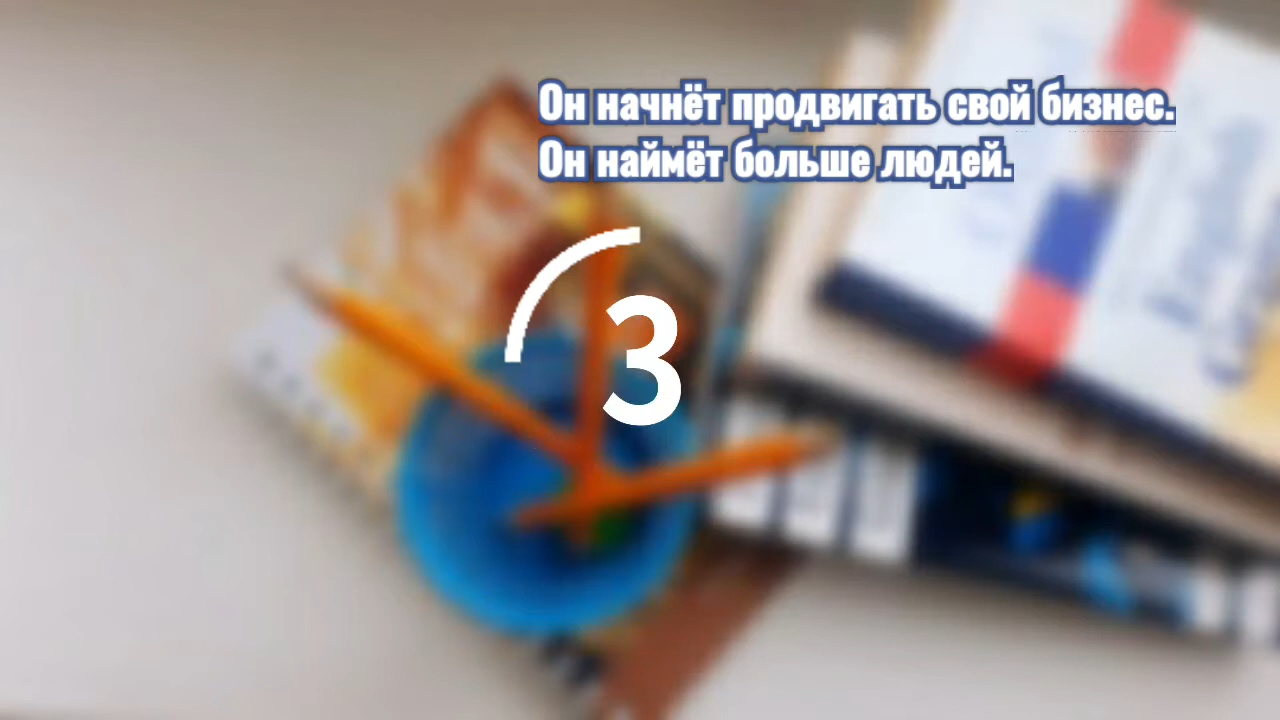 Он начнёт продвигать свой бизнес.
Он наймёт больше людей.
3